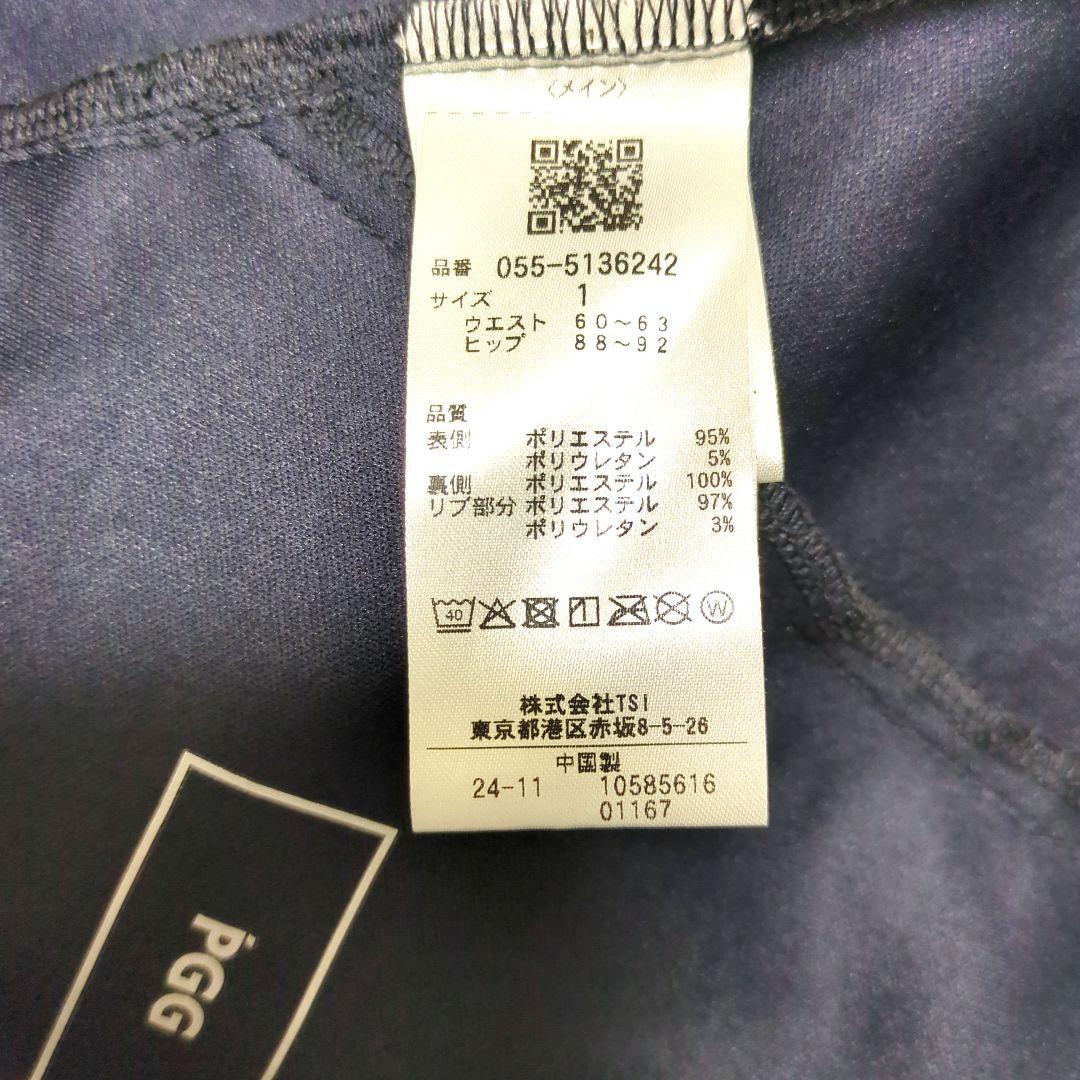 〈メイン〉
品番 055-5136242
サイズ 1
ウエスト 60～63
ヒップ 88～92
品質
表側 ポリエステル 95%
ポリウレタン 5%
裏側 ポリエステル 100%
リブ部分 ポリエステル 97%
ポリウレタン 3%
40 W
株式会社TSI
東京都港区赤坂8-5-26
中国製
24-11 10585616
01167
PGG